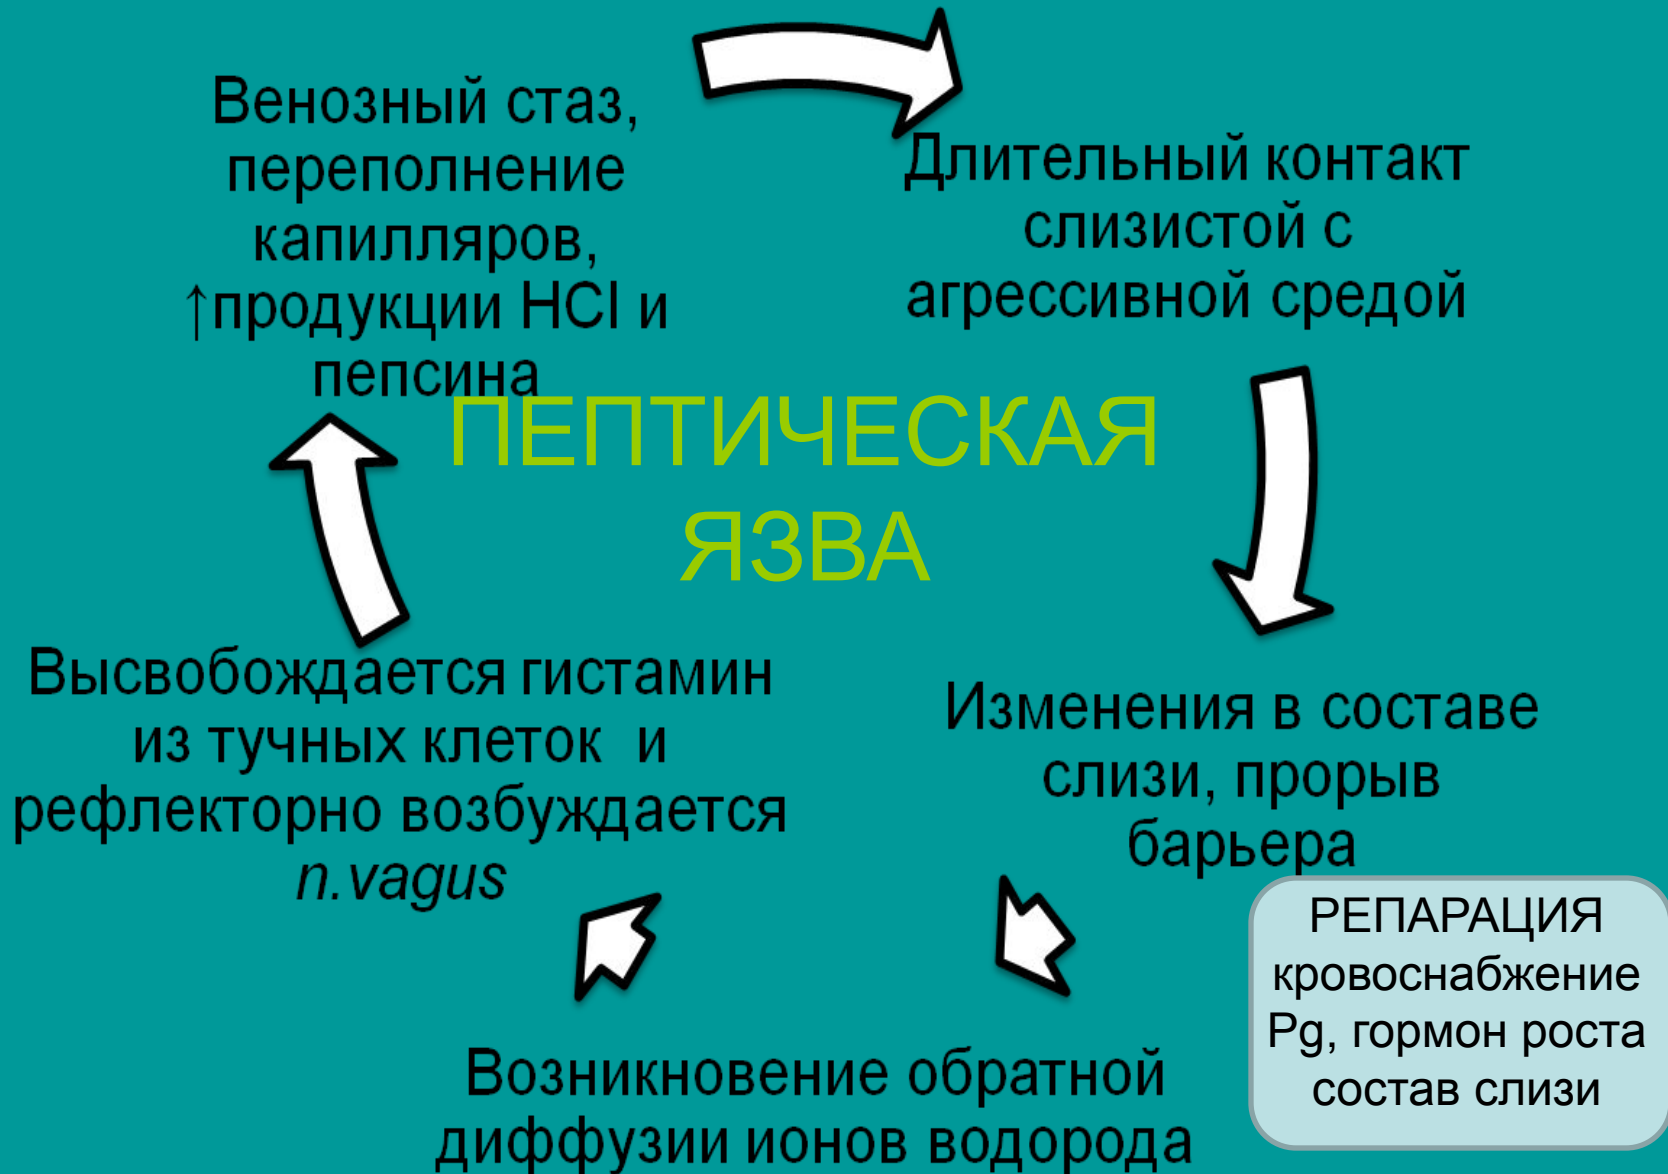 Венозный стаз,
переполнение
капилляров,
↑продукции HCl и
пепсина
Длительный контакт
слизистой с
агрессивной средой
ПЕПТИЧЕСКАЯ
ЯЗВА
Высвобождается гистамин
из тучных клеток и
рефлекторно возбуждается
n.vagus
Изменения в составе
слизи, прорыв
барьера
РЕПАРАЦИЯ
кровоснабжение
Pg, гормон роста
состав слизи
Возникновение обратной
диффузии ионов водорода